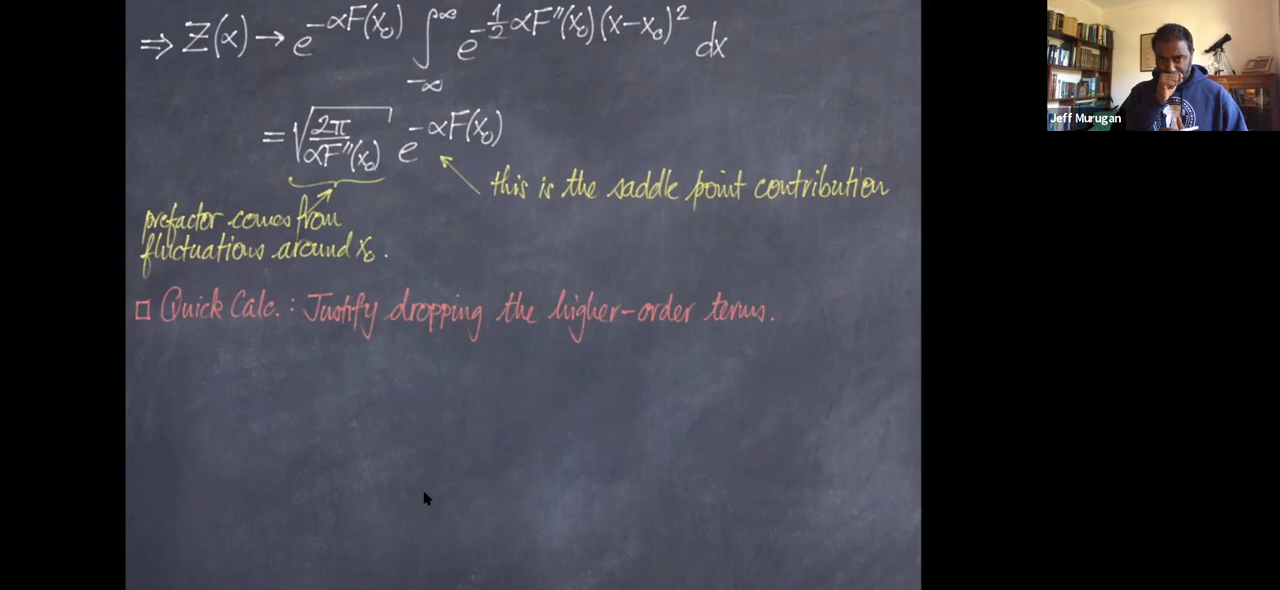 ⇒ Z(α) → e^{-αF(x₀)} ∫_{-∞}^{∞} e^{-½αF''(x₀)(x-x₀)²} dx
= √(2π/αF''(x₀)) e^{-αF(x₀)}
this is the saddle point contribution
prefactor comes from
fluctuations around x₀.
□ Quick Calc.: Justify dropping the higher-order terms.
Jeff Murugan